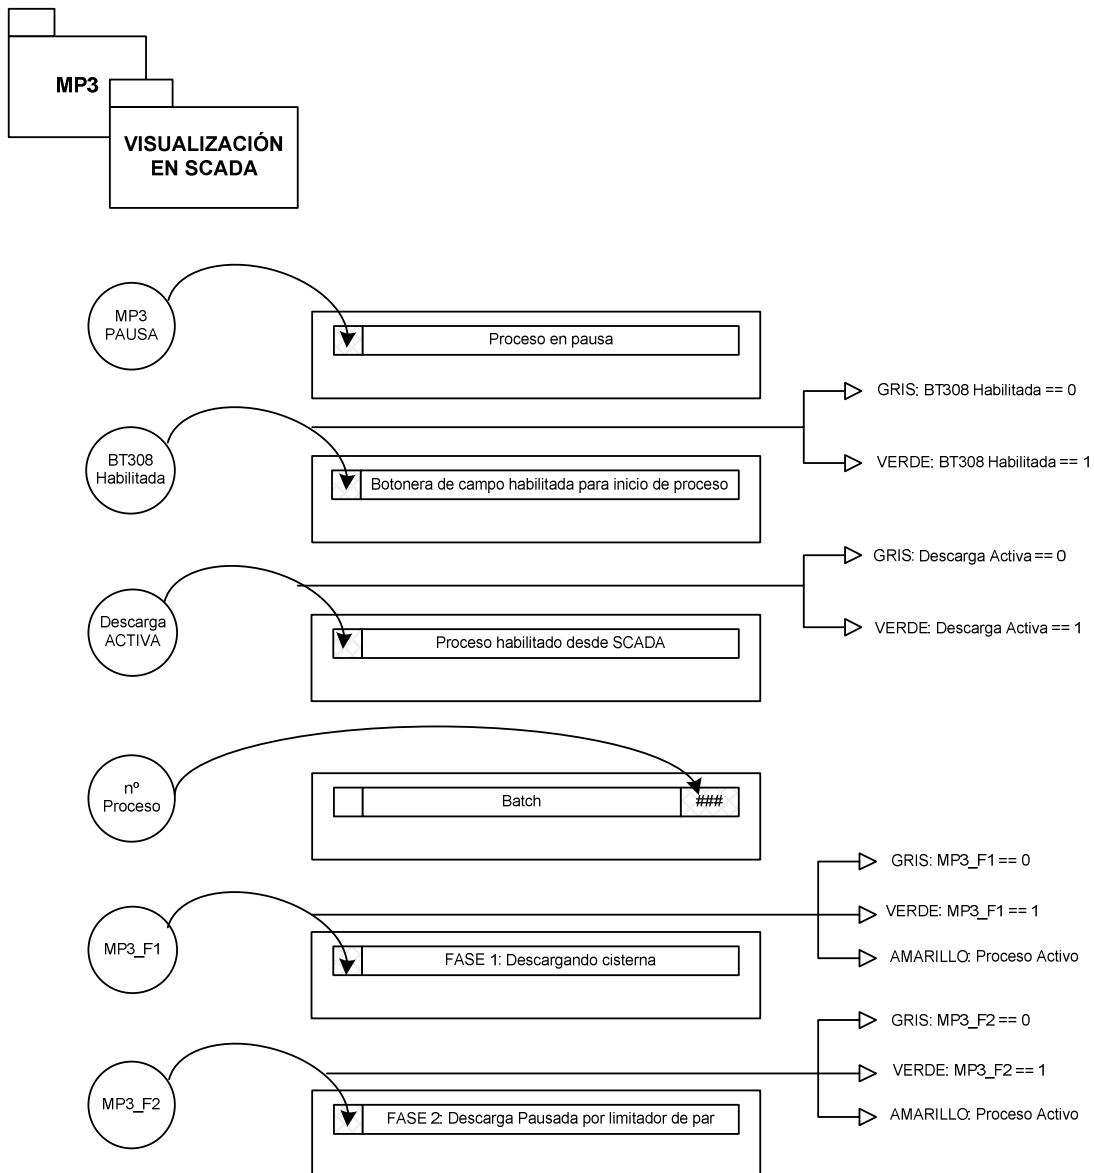 MP3
VISUALIZACIÓN
EN SCADA
MP3
PAUSA
Proceso en pausa
GRIS: BT308 Habilitada == 0
BT308
Habilitada
Botonera de campo habilitada para inicio de proceso
VERDE: BT308 Habilitada == 1
GRIS: Descarga Activa == 0
Descarga
ACTIVA
Proceso habilitado desde SCADA
VERDE: Descarga Activa == 1
nº
Proceso
Batch
###
GRIS: MP3_F1 == 0
VERDE: MP3_F1 == 1
MP3_F1
FASE 1: Descargando cisterna
AMARILLO: Proceso Activo
GRIS: MP3_F2 == 0
VERDE: MP3_F2 == 1
MP3_F2
FASE 2: Descarga Pausada por limitador de par
AMARILLO: Proceso Activo